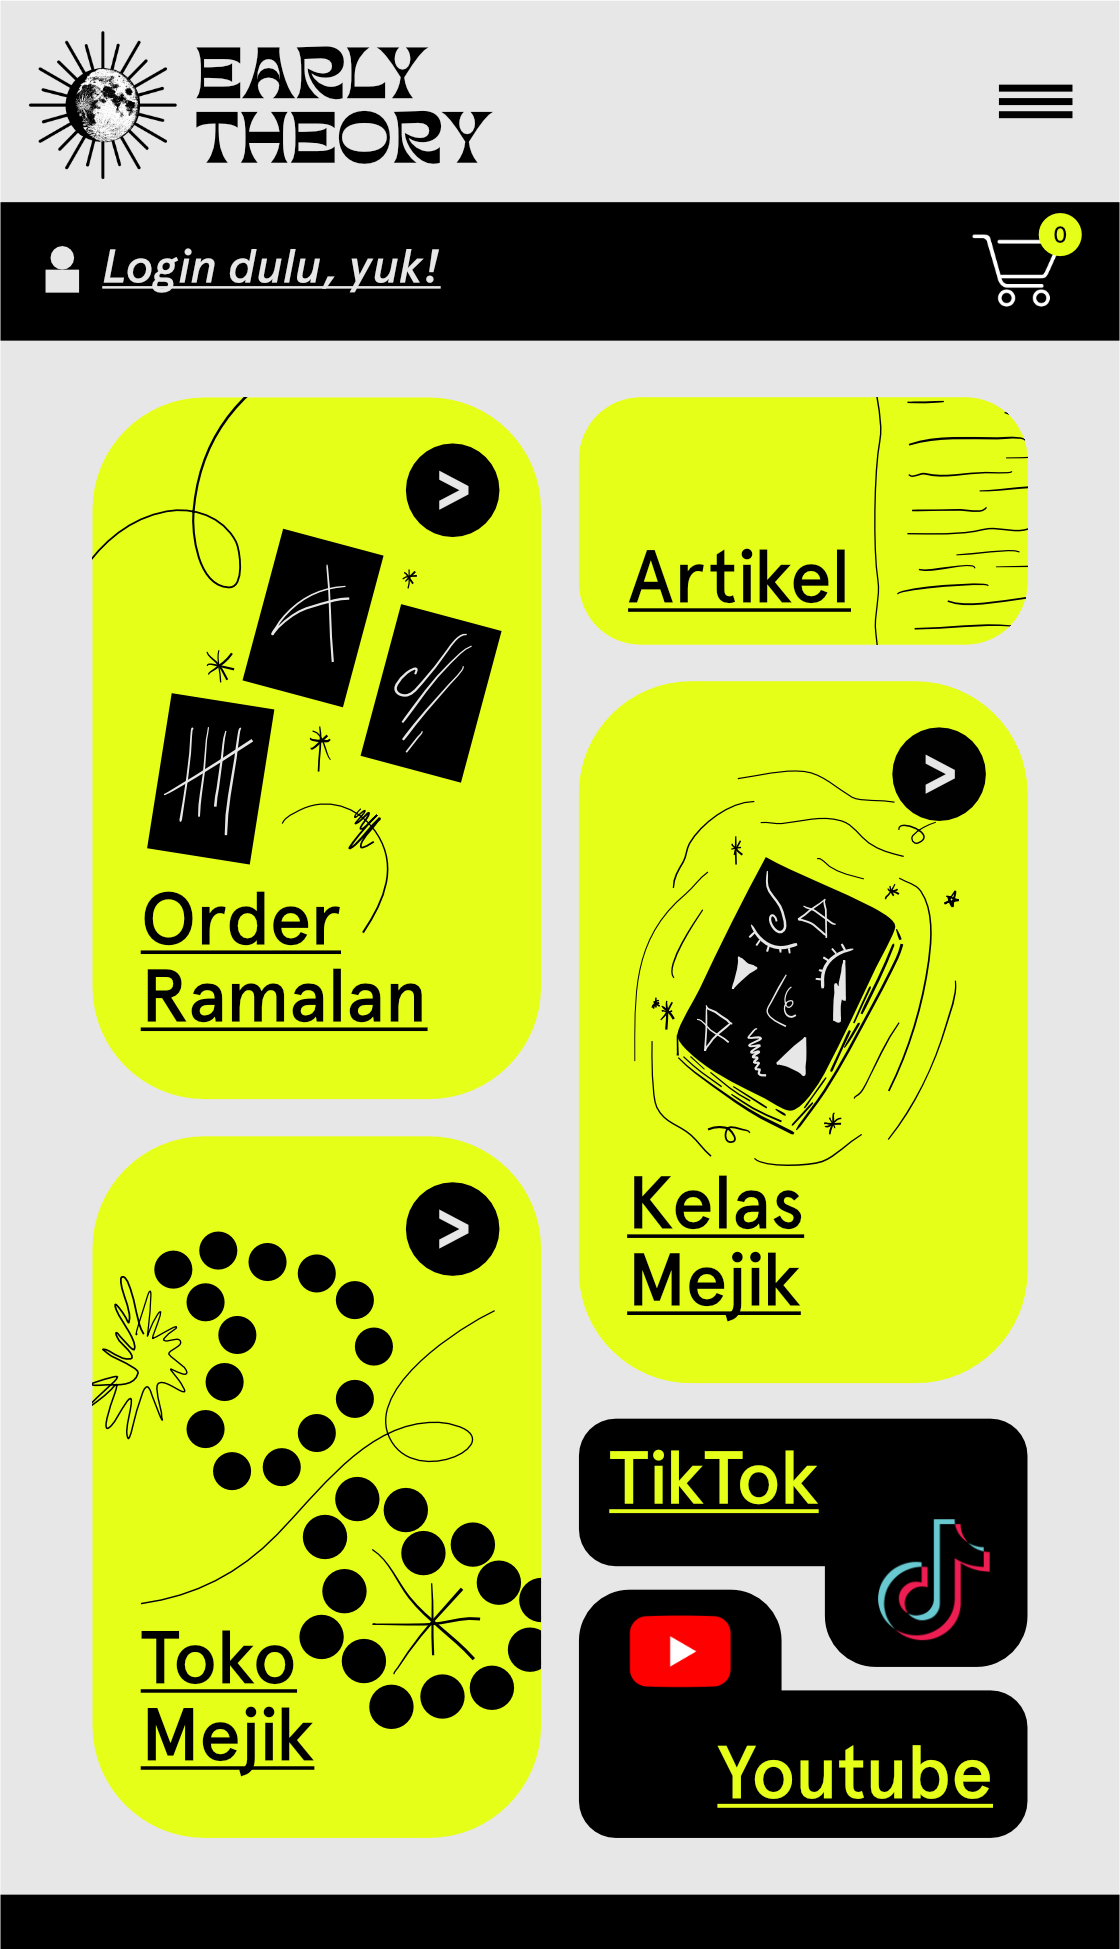 EARLY
THEORY
Login dulu, yuk!
0
>
Order
Ramalan
Artikel
>
Kelas
Mejik
>
Toko
Mejik
TikTok
Youtube